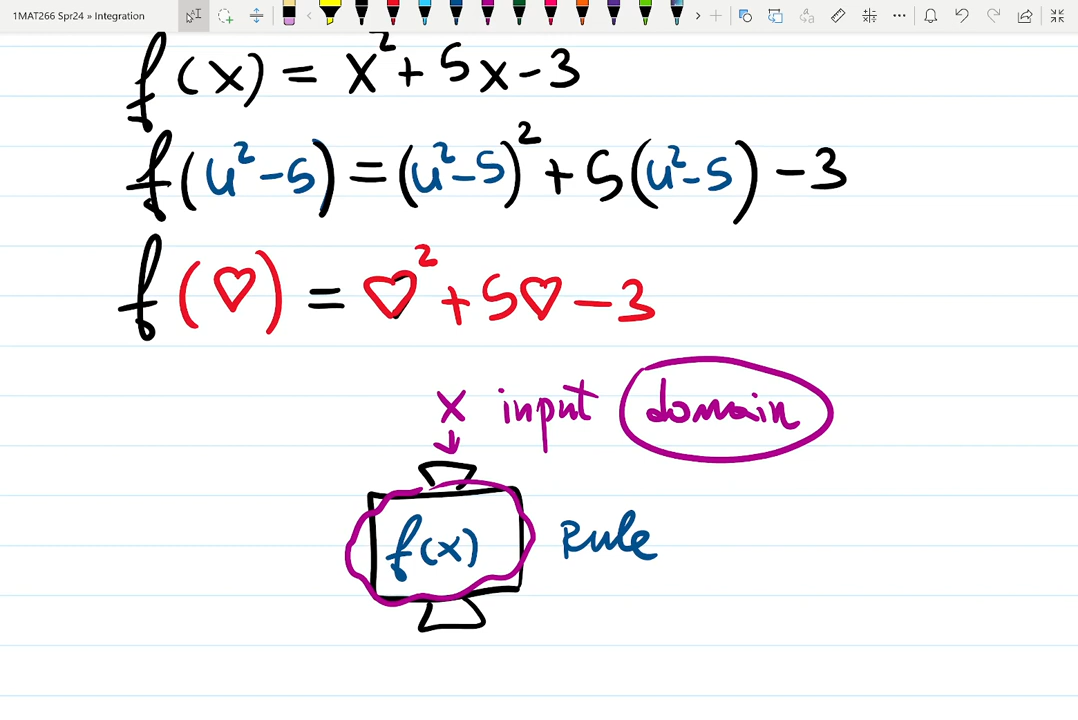 1MAT266 Spr24 » Integration
f(x) = x² + 5x - 3
f(u² - 5) = (u² - 5)² + 5(u² - 5) - 3
f(♡) = ♡² + 5♡ - 3
x input domain
f(x) Rule